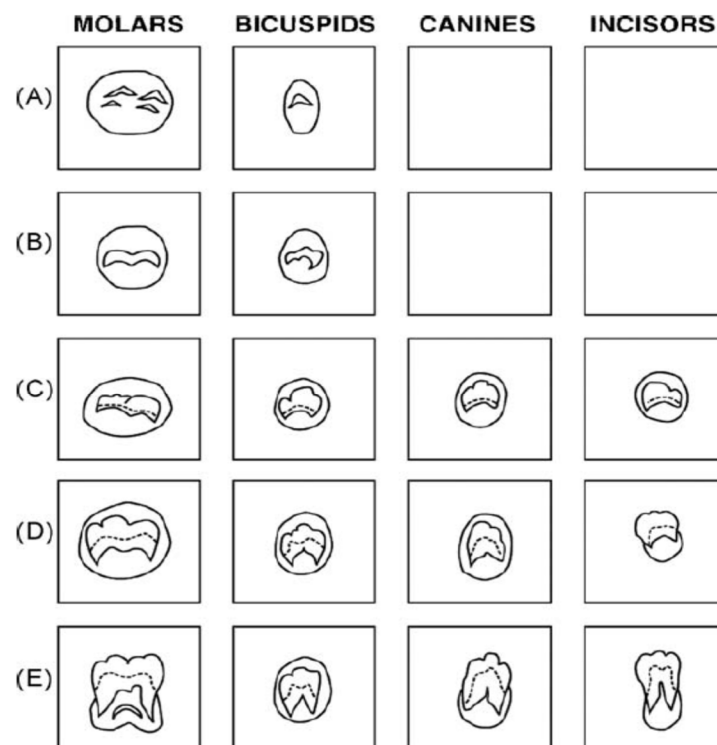 MOLARS BICUSPIDS CANINES INCISORS
(A)
(B)
(C)
(D)
(E)